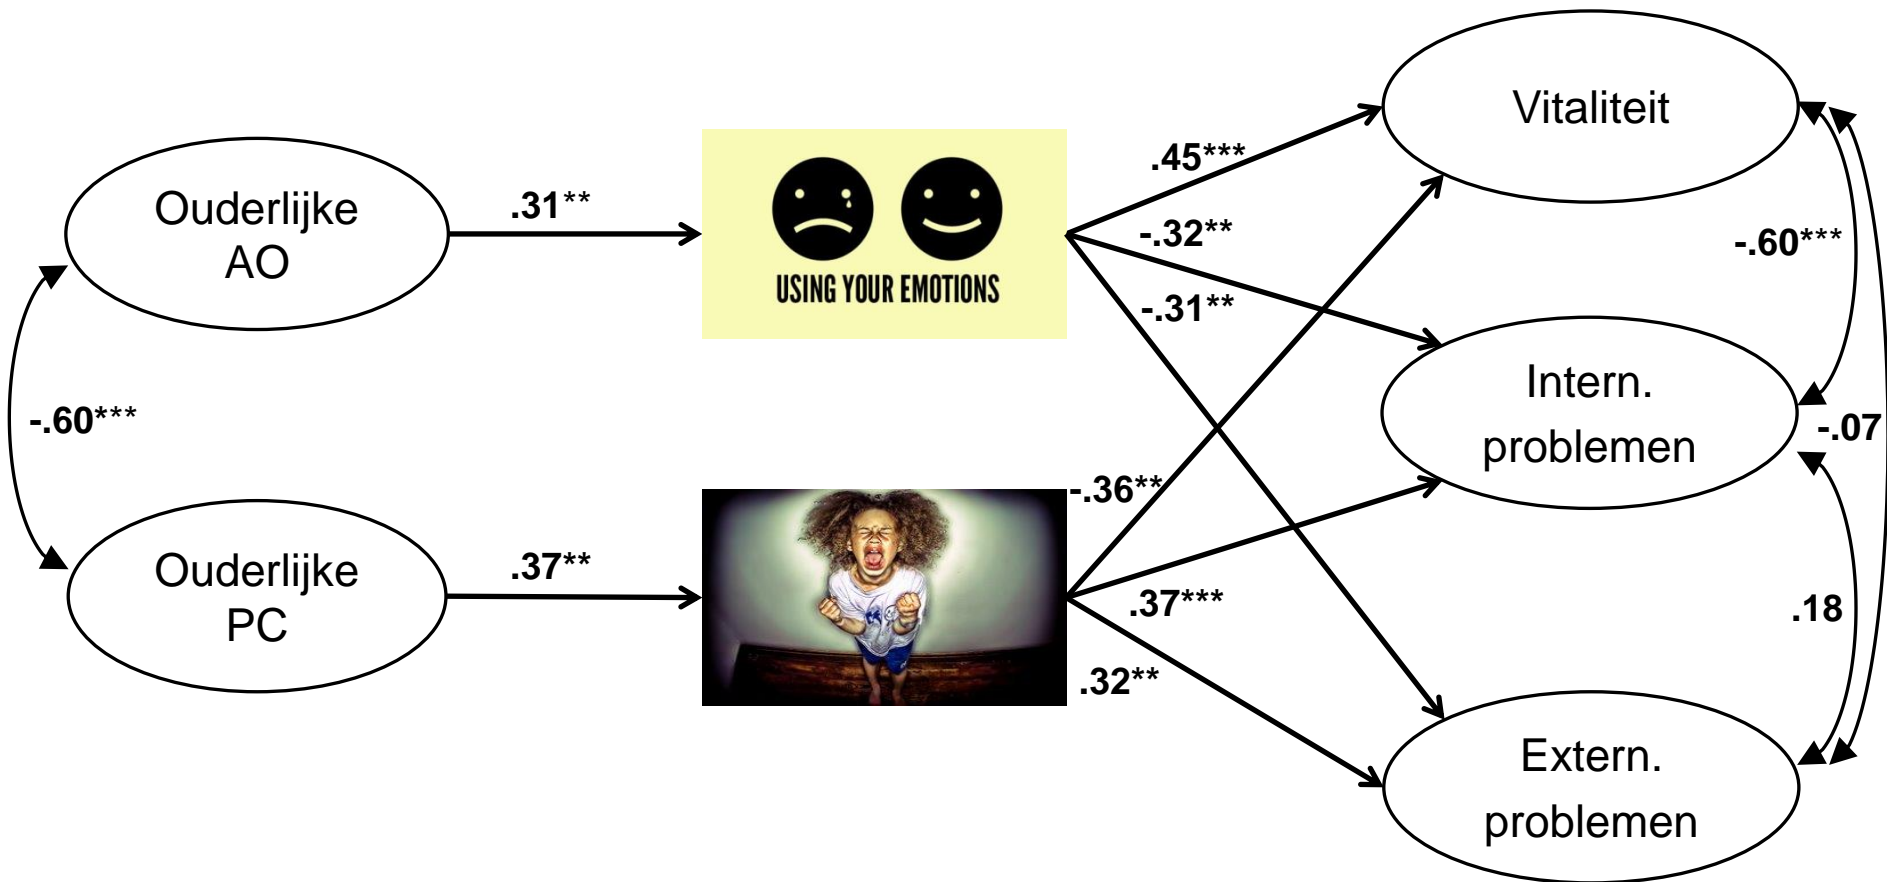 Vitaliteit
.45***
Ouderlijke
AO
.31**
-.32**
-.60***
USING YOUR EMOTIONS
-.31**
Intern.
problemen
-.60***
-.07
-.36**
Ouderlijke
PC
.37**
.37***
.18
.32**
Extern.
problemen